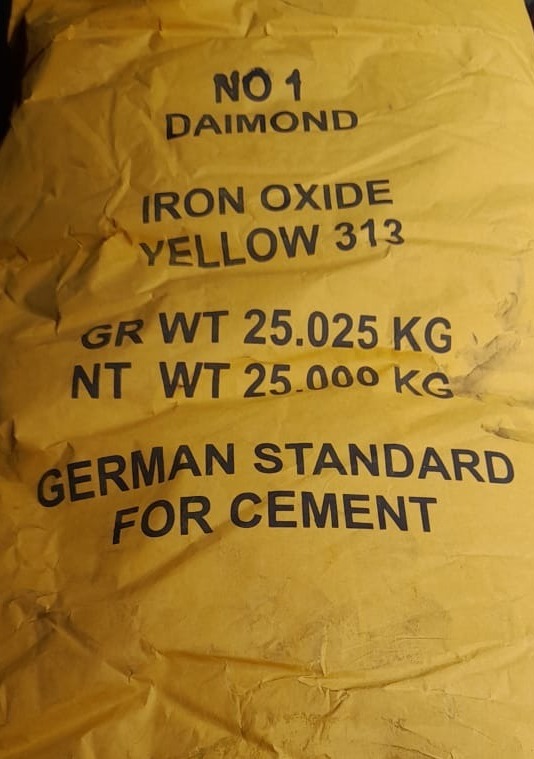 NO 1
DAIMOND
IRON OXIDE
YELLOW 313
GR WT 25.025 KG
NT WT 25.000 KG
GERMAN STANDARD
FOR CEMENT